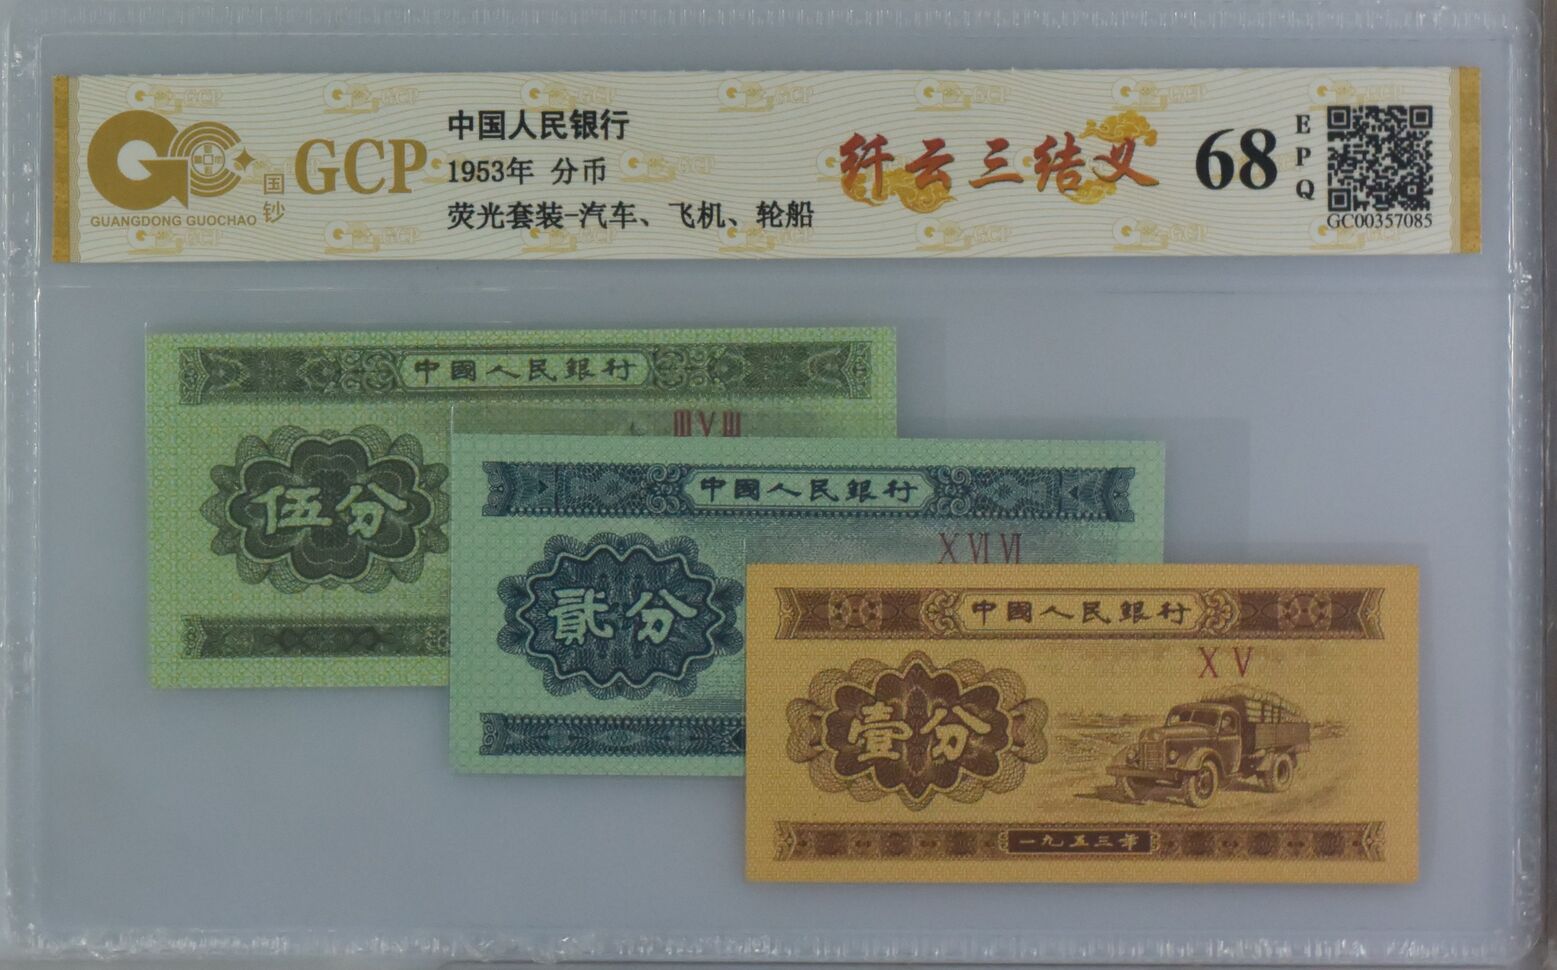 GCP
国钞
GUANGDONG GUOCHAO
中国人民银行
1953年 分币
荧光套装-汽车、飞机、轮船
纤云三结义
68
EPQ
GC00357085
中國人民銀行
ⅢⅤⅢ
伍分
中國人民銀行
ⅩⅥⅥ
貳分
中國人民銀行
ⅩⅤ
壹分
一九五三年